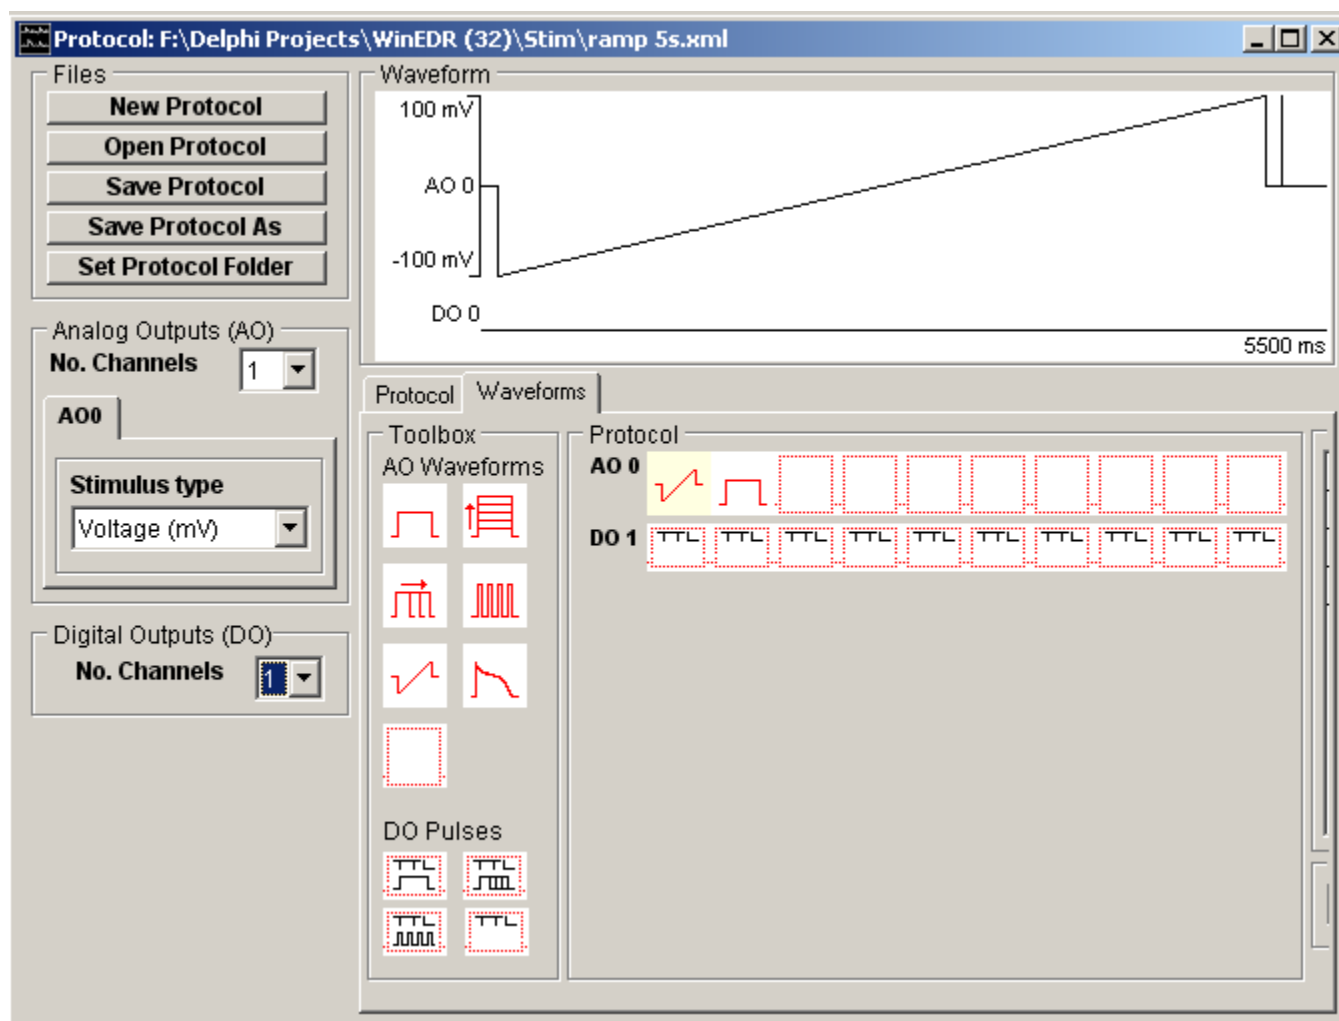 Protocol: F:\Delphi Projects\WinEDR (32)\Stim\ramp 5s.xml
Files
New Protocol
Open Protocol
Save Protocol
Save Protocol As
Set Protocol Folder
Analog Outputs (AO)
No. Channels
1
AO0
Stimulus type
Voltage (mV)
Digital Outputs (DO)
No. Channels
1
Waveform
100 mV
AO 0
-100 mV
DO 0
5500 ms
Protocol Waveforms
Toolbox
AO Waveforms
DO Pulses
TTL TTL
TTL TTL
Protocol
AO 0
DO 1 TTL TTL TTL TTL TTL TTL TTL TTL TTL TTL